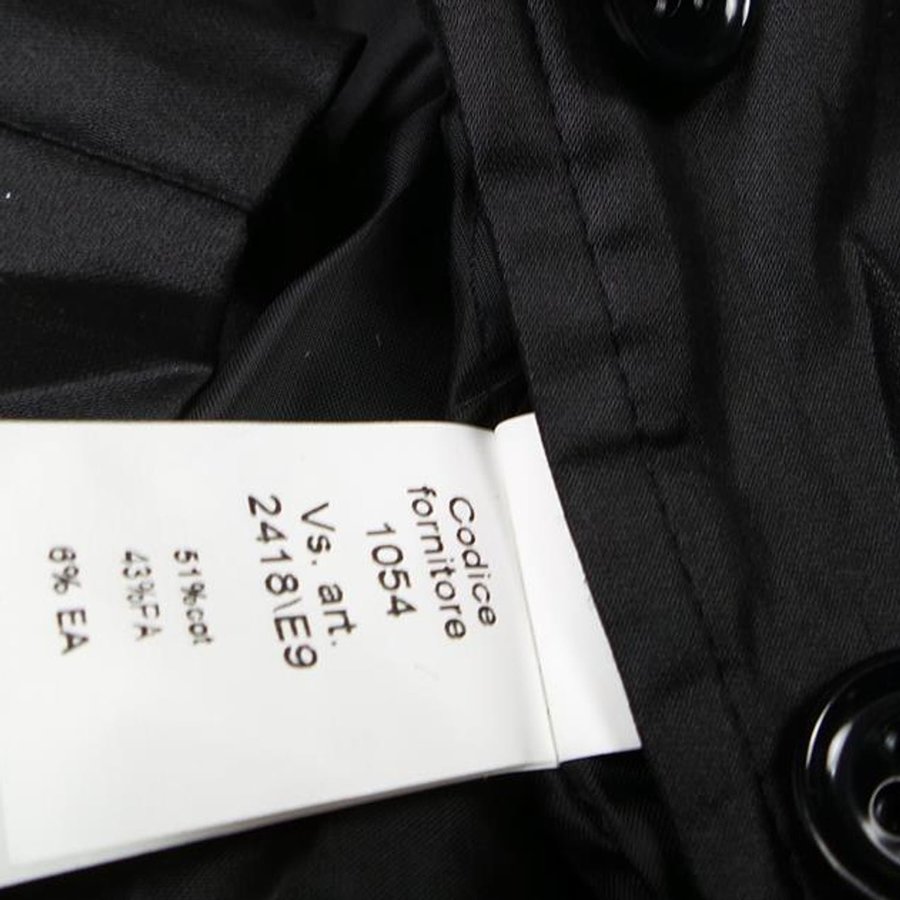 Codice
fornitore
1054
Vs. art.
2418\E9
51%cot
43%FA
6% EA